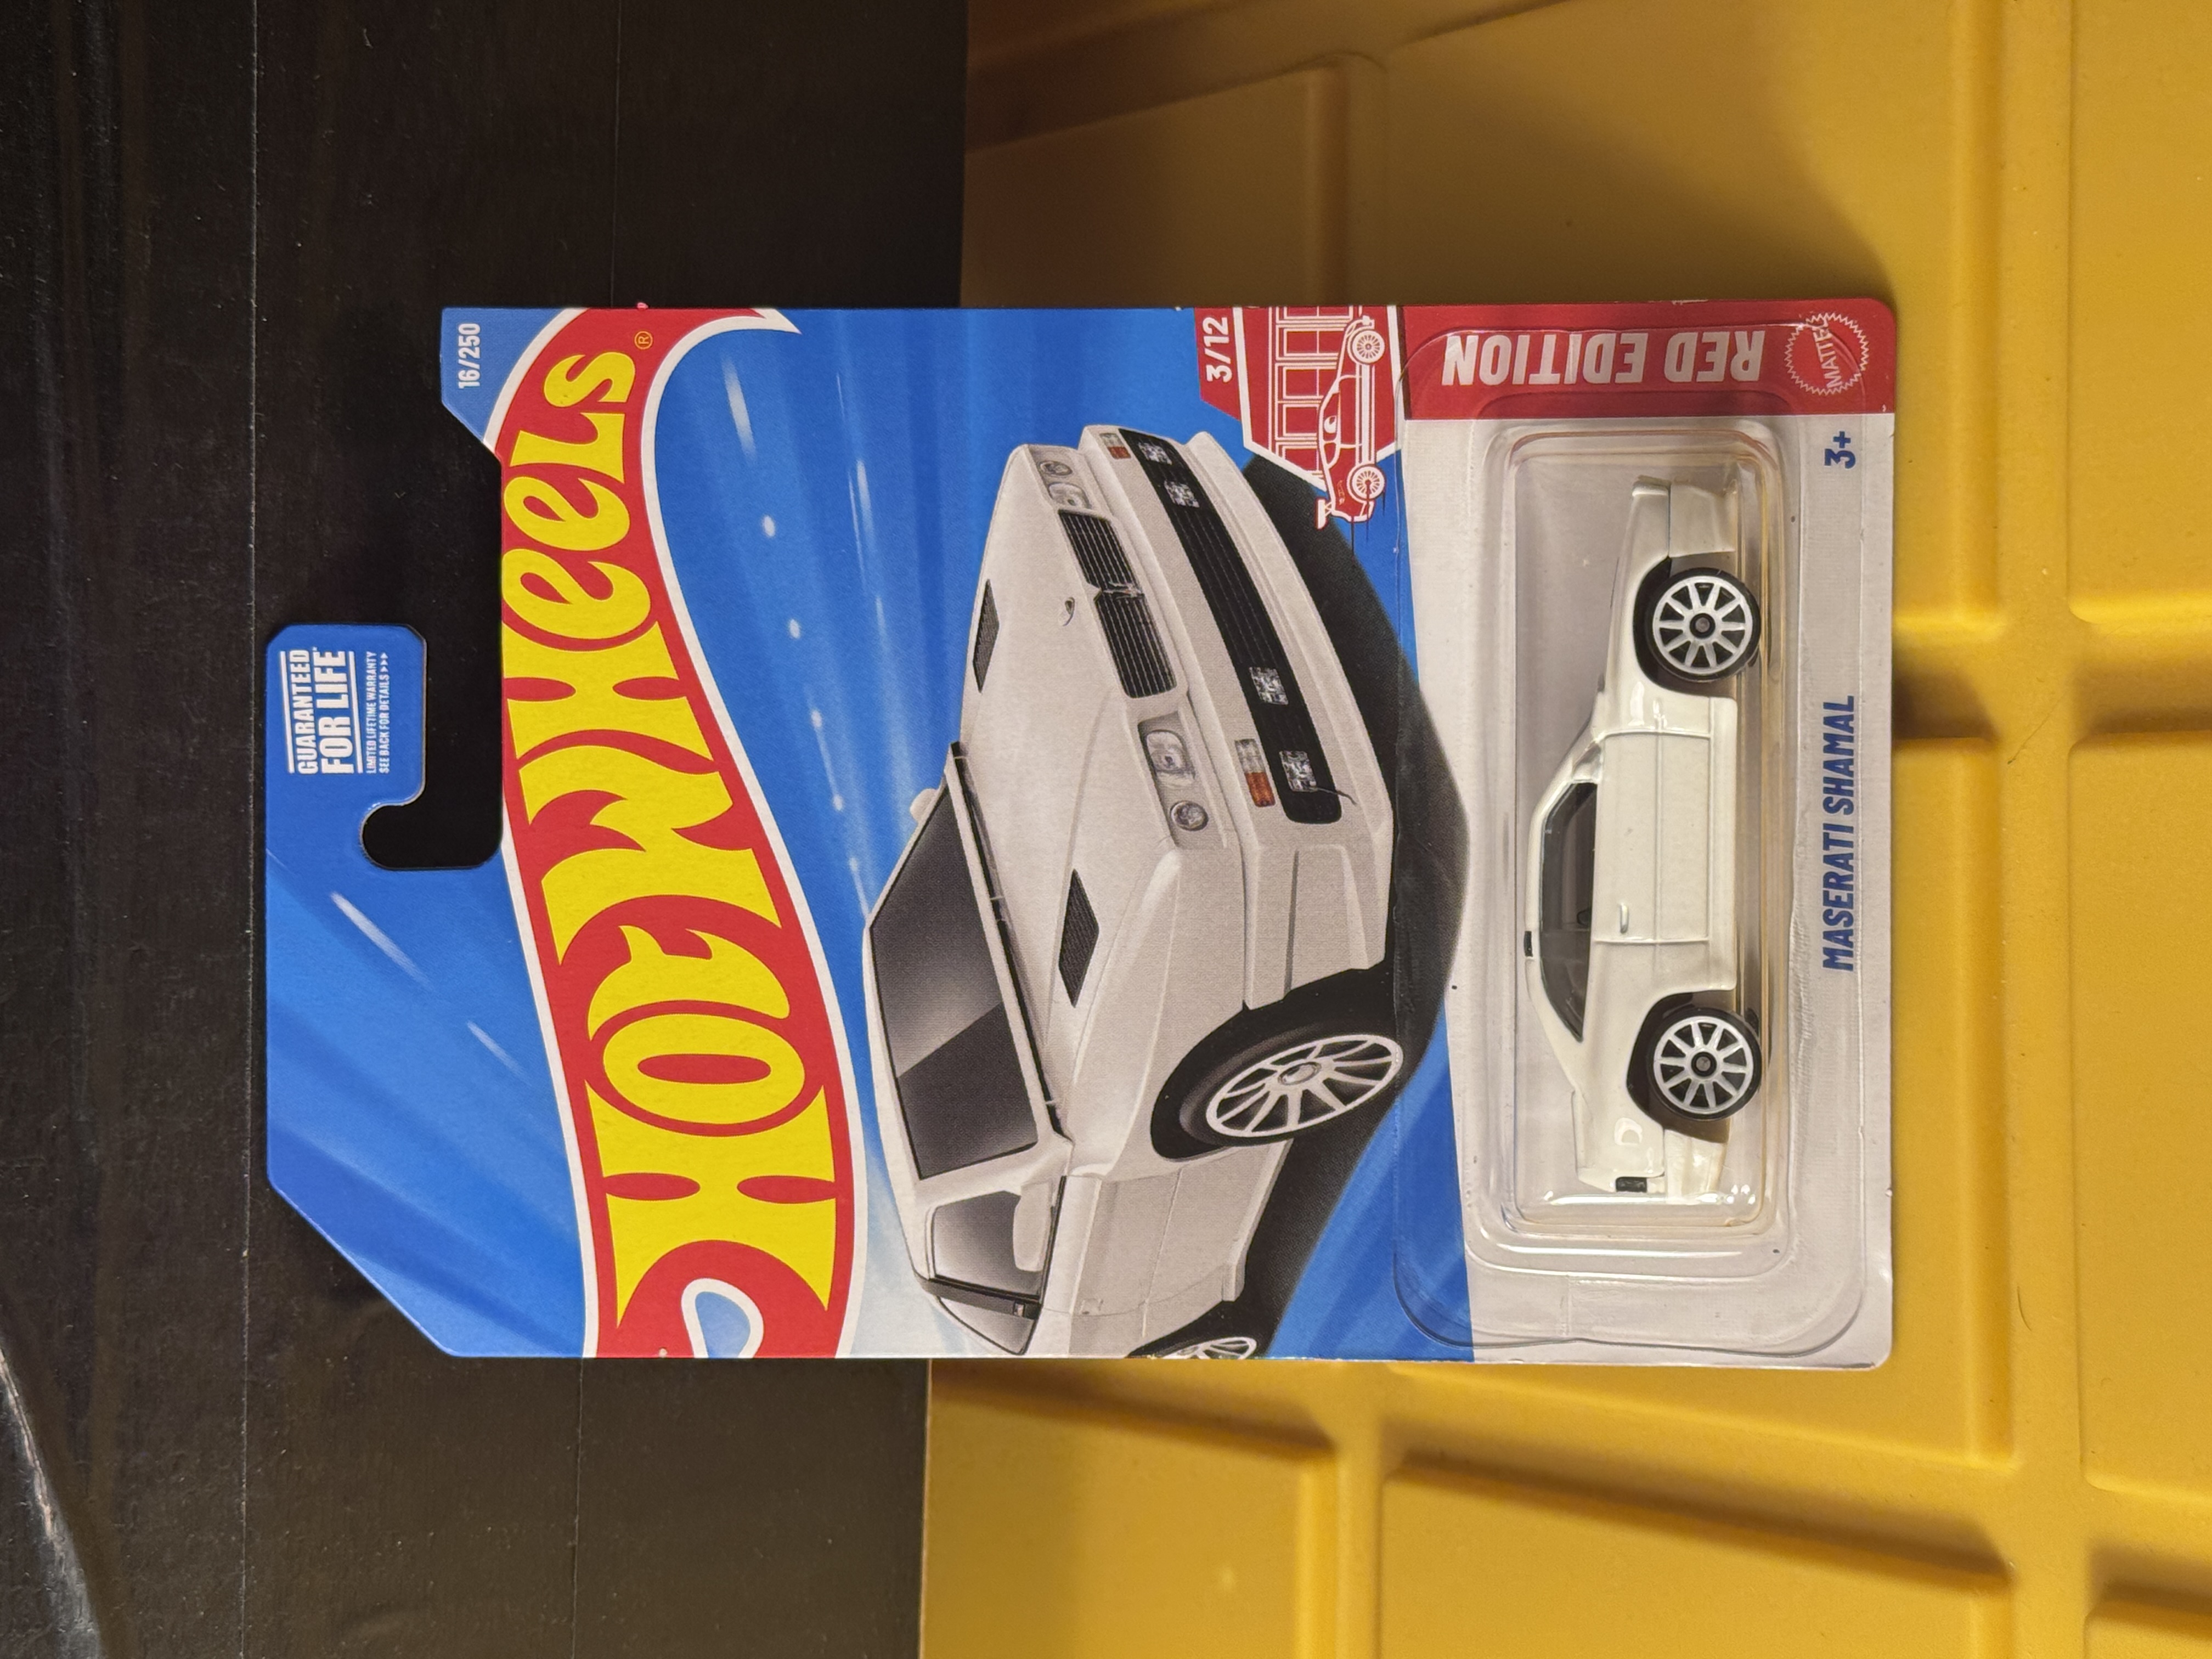 GUARANTEED
FOR LIFE
LIMITED LIFETIME WARRANTY
SEE BACK FOR DETAILS >>>
16/250
Hot Wheels®
3/12
RED EDITION
MATTEL
3+
MASERATI SHAMAL